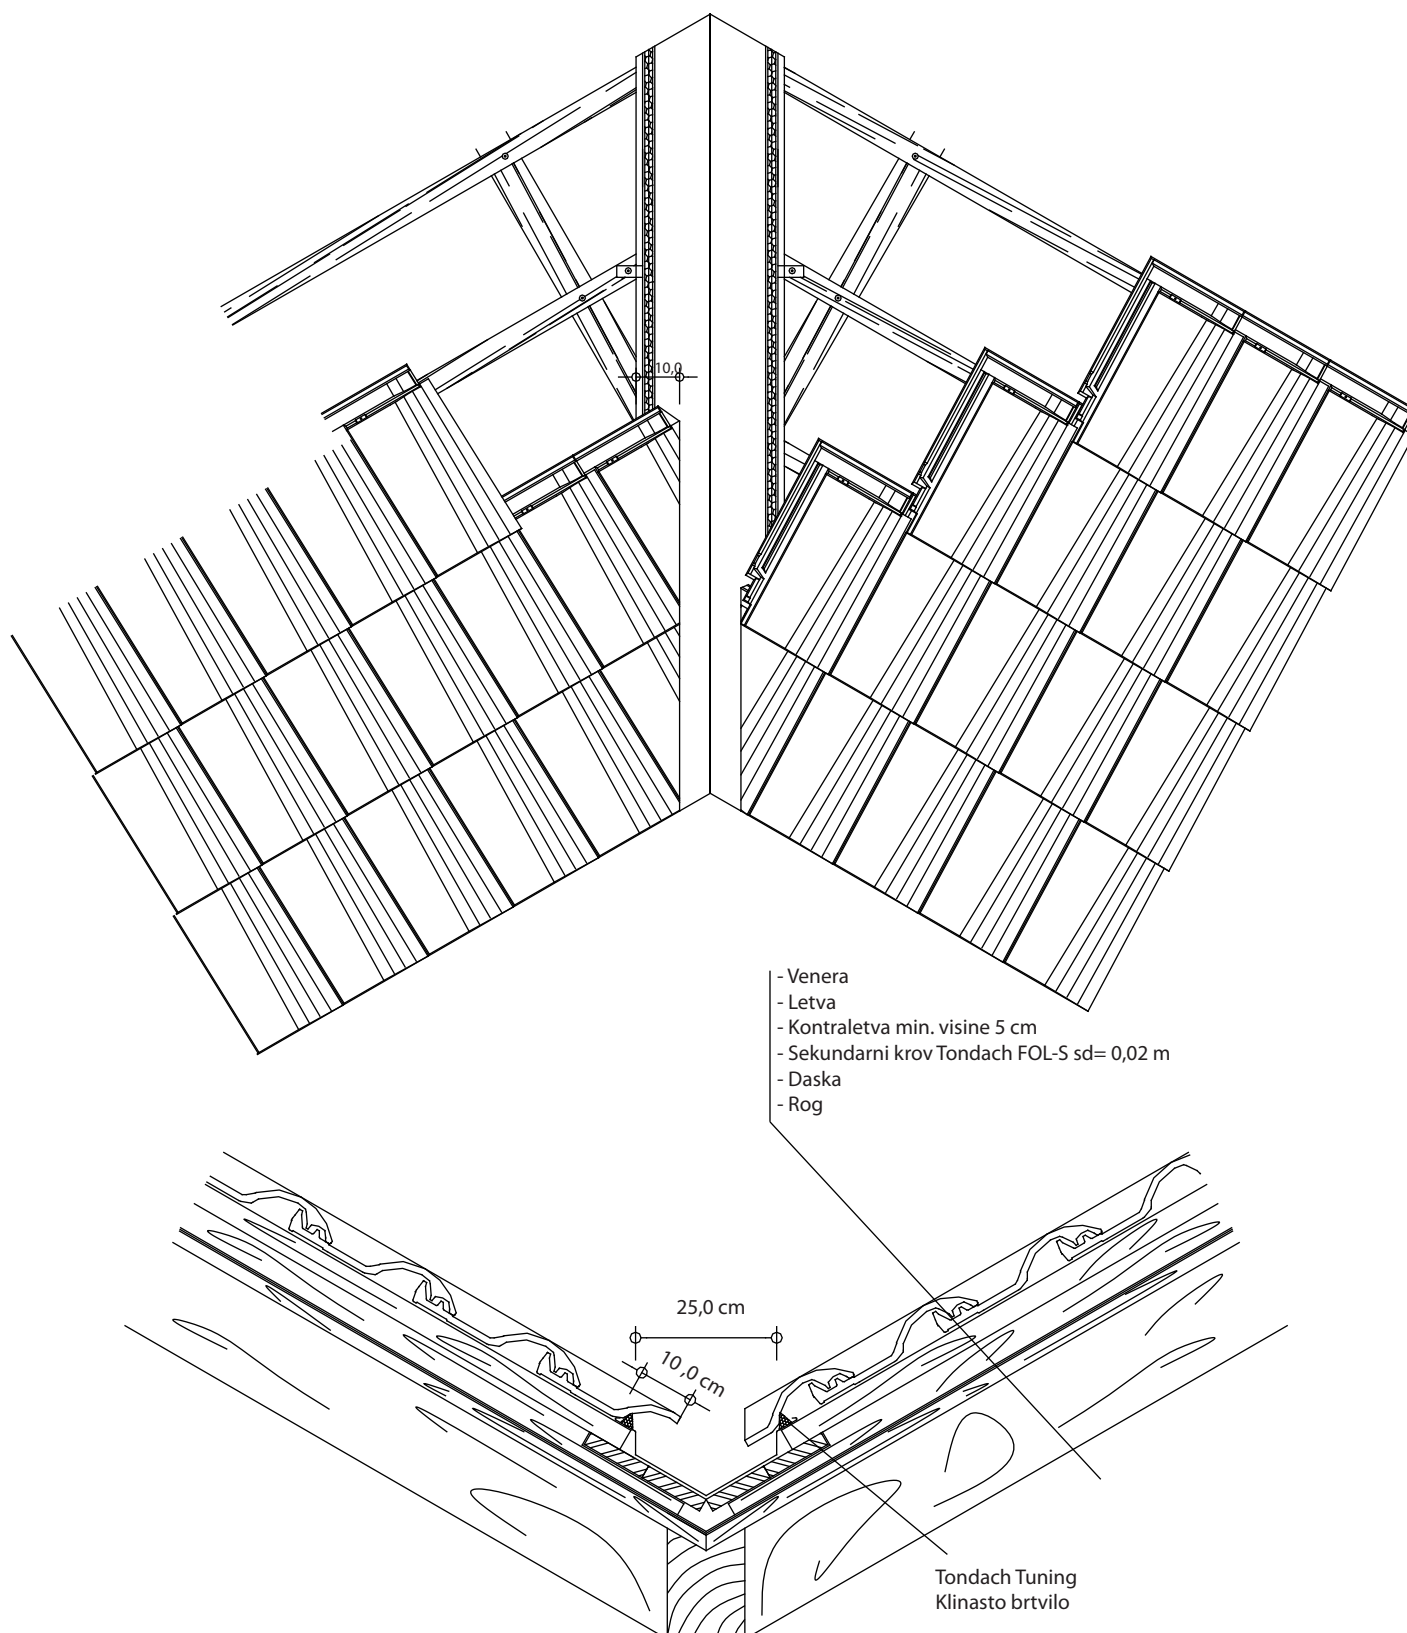 10,0
- Venera
- Letva
- Kontraletva min. visine 5 cm
- Sekundarni krov Tondach FOL-S sd= 0,02 m
- Daska
- Rog
25,0 cm
10 ,0 cm
Tondach Tuning
Klinasto brtvilo